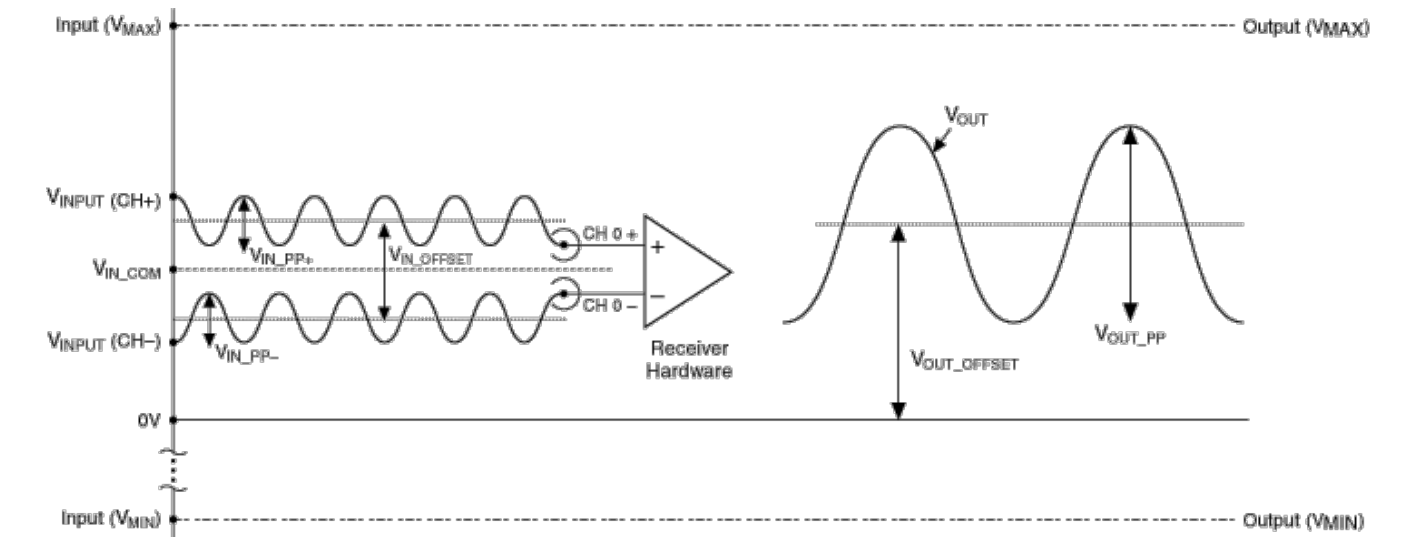 Input (VMAX)
Output (VMAX)
VOUT
VINPUT (CH+)
CH 0 +
+
VIN_PP+
VIN_OFFSET
VIN_COM
–
CH 0 –
VINPUT (CH–)
VIN_PP–
Receiver
Hardware
VOUT_PP
VOUT_OFFSET
0V
Input (VMIN)
Output (VMIN)